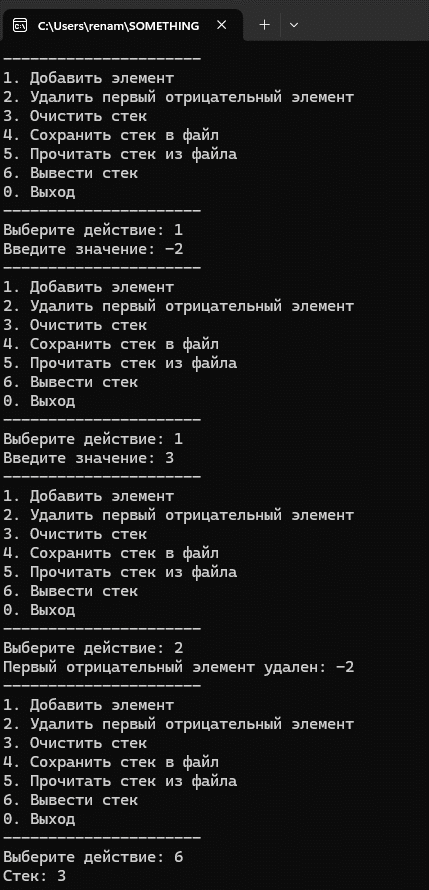 C:\Users\renam\SOMETHING
----------------------
1. Добавить элемент
2. Удалить первый отрицательный элемент
3. Очистить стек
4. Сохранить стек в файл
5. Прочитать стек из файла
6. Вывести стек
0. Выход
----------------------
Выберите действие: 1
Введите значение: -2
----------------------
1. Добавить элемент
2. Удалить первый отрицательный элемент
3. Очистить стек
4. Сохранить стек в файл
5. Прочитать стек из файла
6. Вывести стек
0. Выход
----------------------
Выберите действие: 1
Введите значение: 3
----------------------
1. Добавить элемент
2. Удалить первый отрицательный элемент
3. Очистить стек
4. Сохранить стек в файл
5. Прочитать стек из файла
6. Вывести стек
0. Выход
----------------------
Выберите действие: 2
Первый отрицательный элемент удален: -2
----------------------
1. Добавить элемент
2. Удалить первый отрицательный элемент
3. Очистить стек
4. Сохранить стек в файл
5. Прочитать стек из файла
6. Вывести стек
0. Выход
----------------------
Выберите действие: 6
Стек: 3